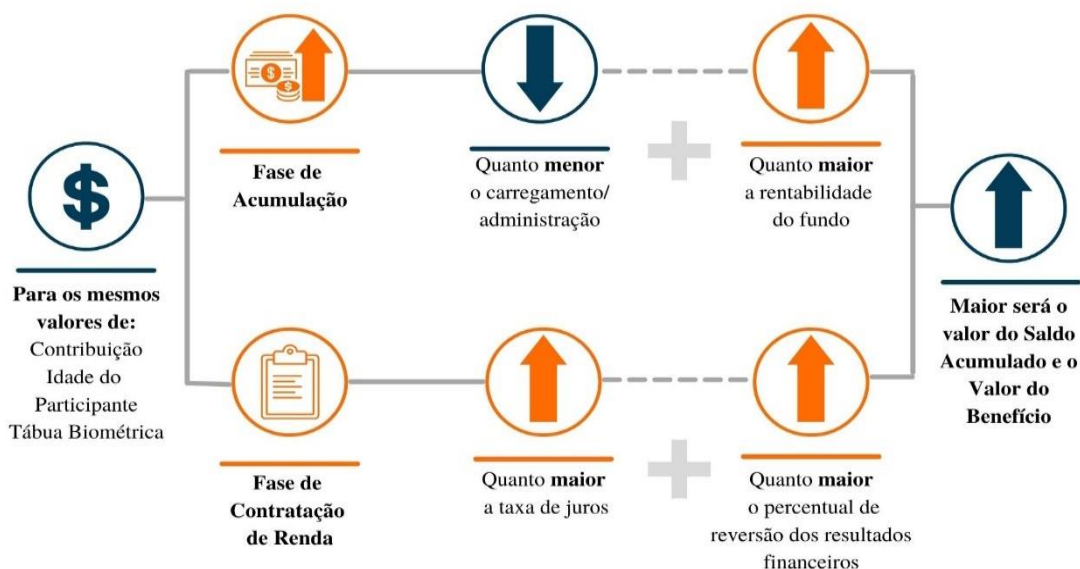 $
Para os mesmos
valores de:
Contribuição
Idade do
Participante
Tábua Biométrica
$
Fase de
Acumulação
Quanto menor
o carregamento/
administração
Quanto maior
a rentabilidade
do fundo
Fase de
Contratação
de Renda
Quanto maior
a taxa de juros
Quanto maior
o percentual de
reversão dos resultados
financeiros
Maior será o
valor do Saldo
Acumulado e o
Valor do
Benefício